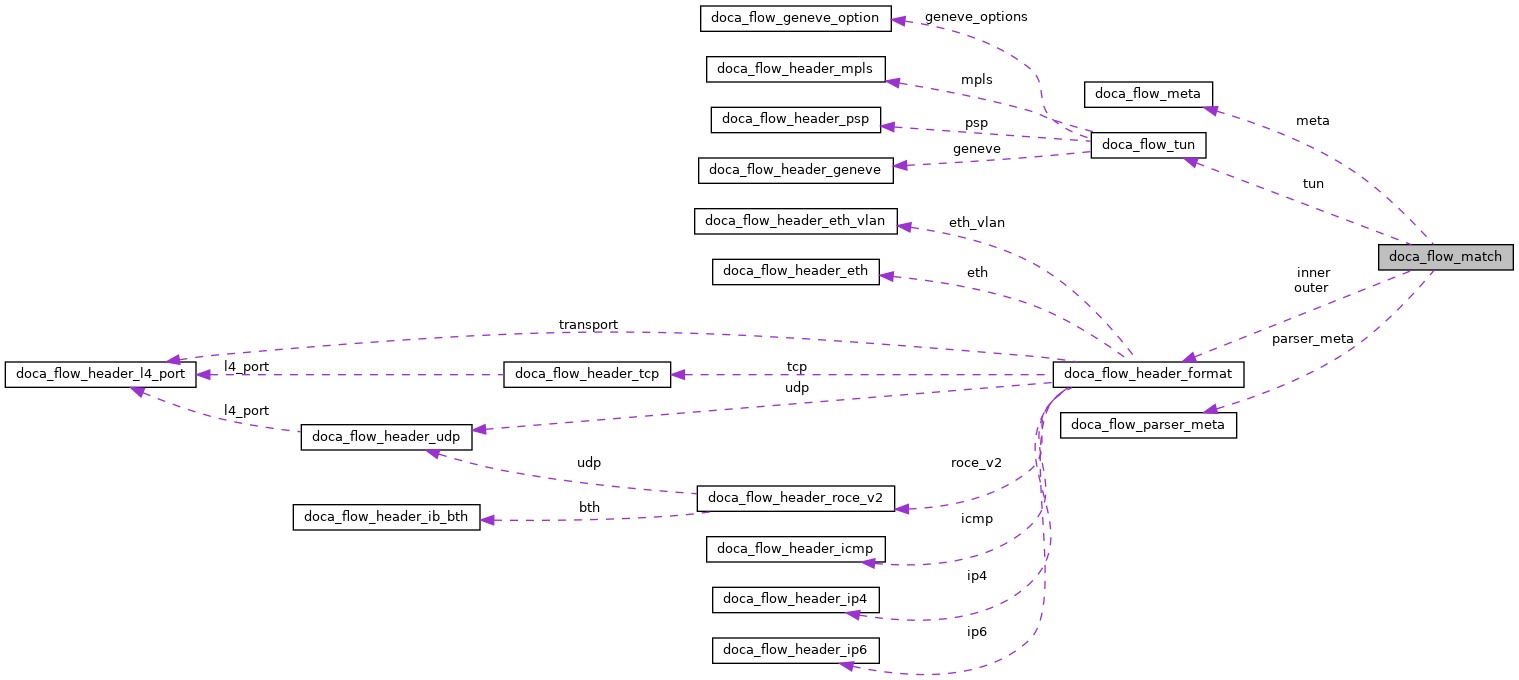 doca_flow_geneve_option
geneve_options
doca_flow_header_mpls
mpls
doca_flow_meta
meta
doca_flow_header_psp
psp
doca_flow_tun
geneve
doca_flow_header_geneve
tun
doca_flow_header_eth_vlan
eth_vlan
doca_flow_match
doca_flow_header_eth
eth
inner
outer
transport
parser_meta
doca_flow_header_l4_port
l4_port
doca_flow_header_tcp
tcp
doca_flow_header_format
udp
l4_port
doca_flow_parser_meta
doca_flow_header_udp
udp
roce_v2
doca_flow_header_roce_v2
bth
doca_flow_header_ib_bth
icmp
doca_flow_header_icmp
ip4
doca_flow_header_ip4
ip6
doca_flow_header_ip6